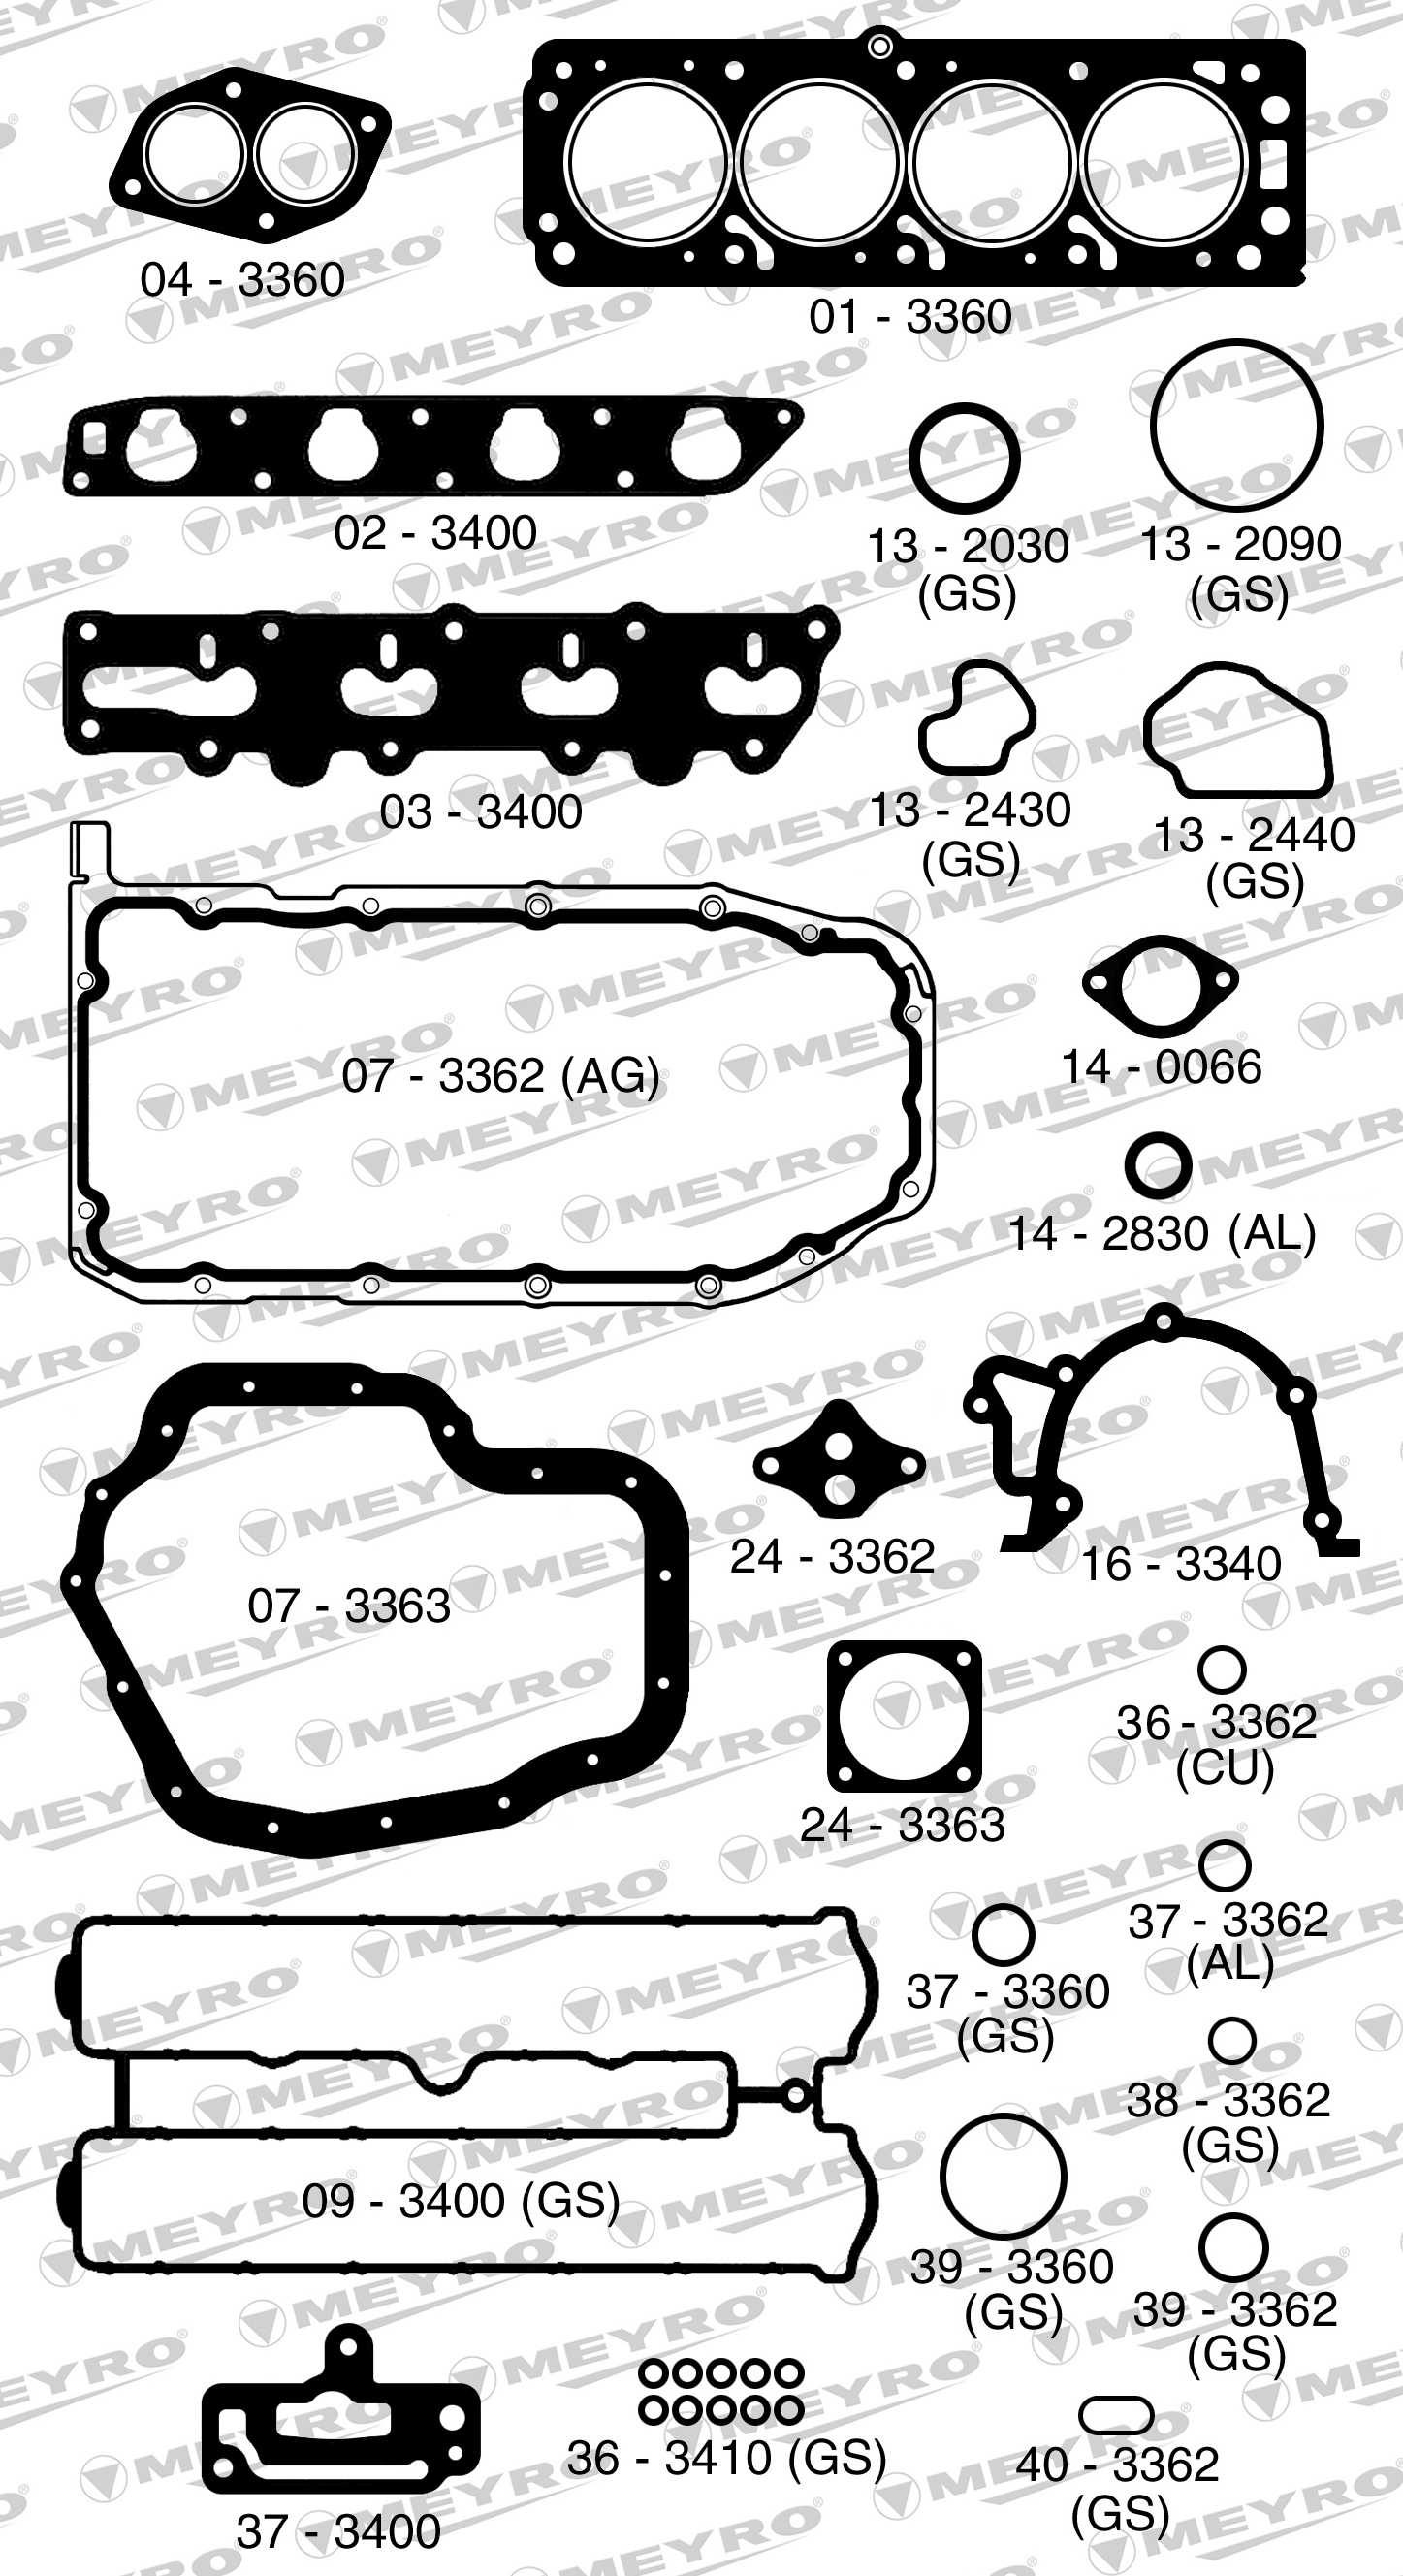 04 - 3360
01 - 3360
02 - 3400
13 - 2030
(GS)
13 - 2090
(GS)
03 - 3400
13 - 2430
(GS)
13 - 2440
(GS)
07 - 3362 (AG)
14 - 0066
14 - 2830 (AL)
24 - 3362
16 - 3340
07 - 3363
36 - 3362
(CU)
24 - 3363
37 - 3360
(GS)
37 - 3362
(AL)
38 - 3362
(GS)
09 - 3400 (GS)
39 - 3360
(GS)
39 - 3362
(GS)
37 - 3400
36 - 3410 (GS)
40 - 3362
(GS)
MEYRO